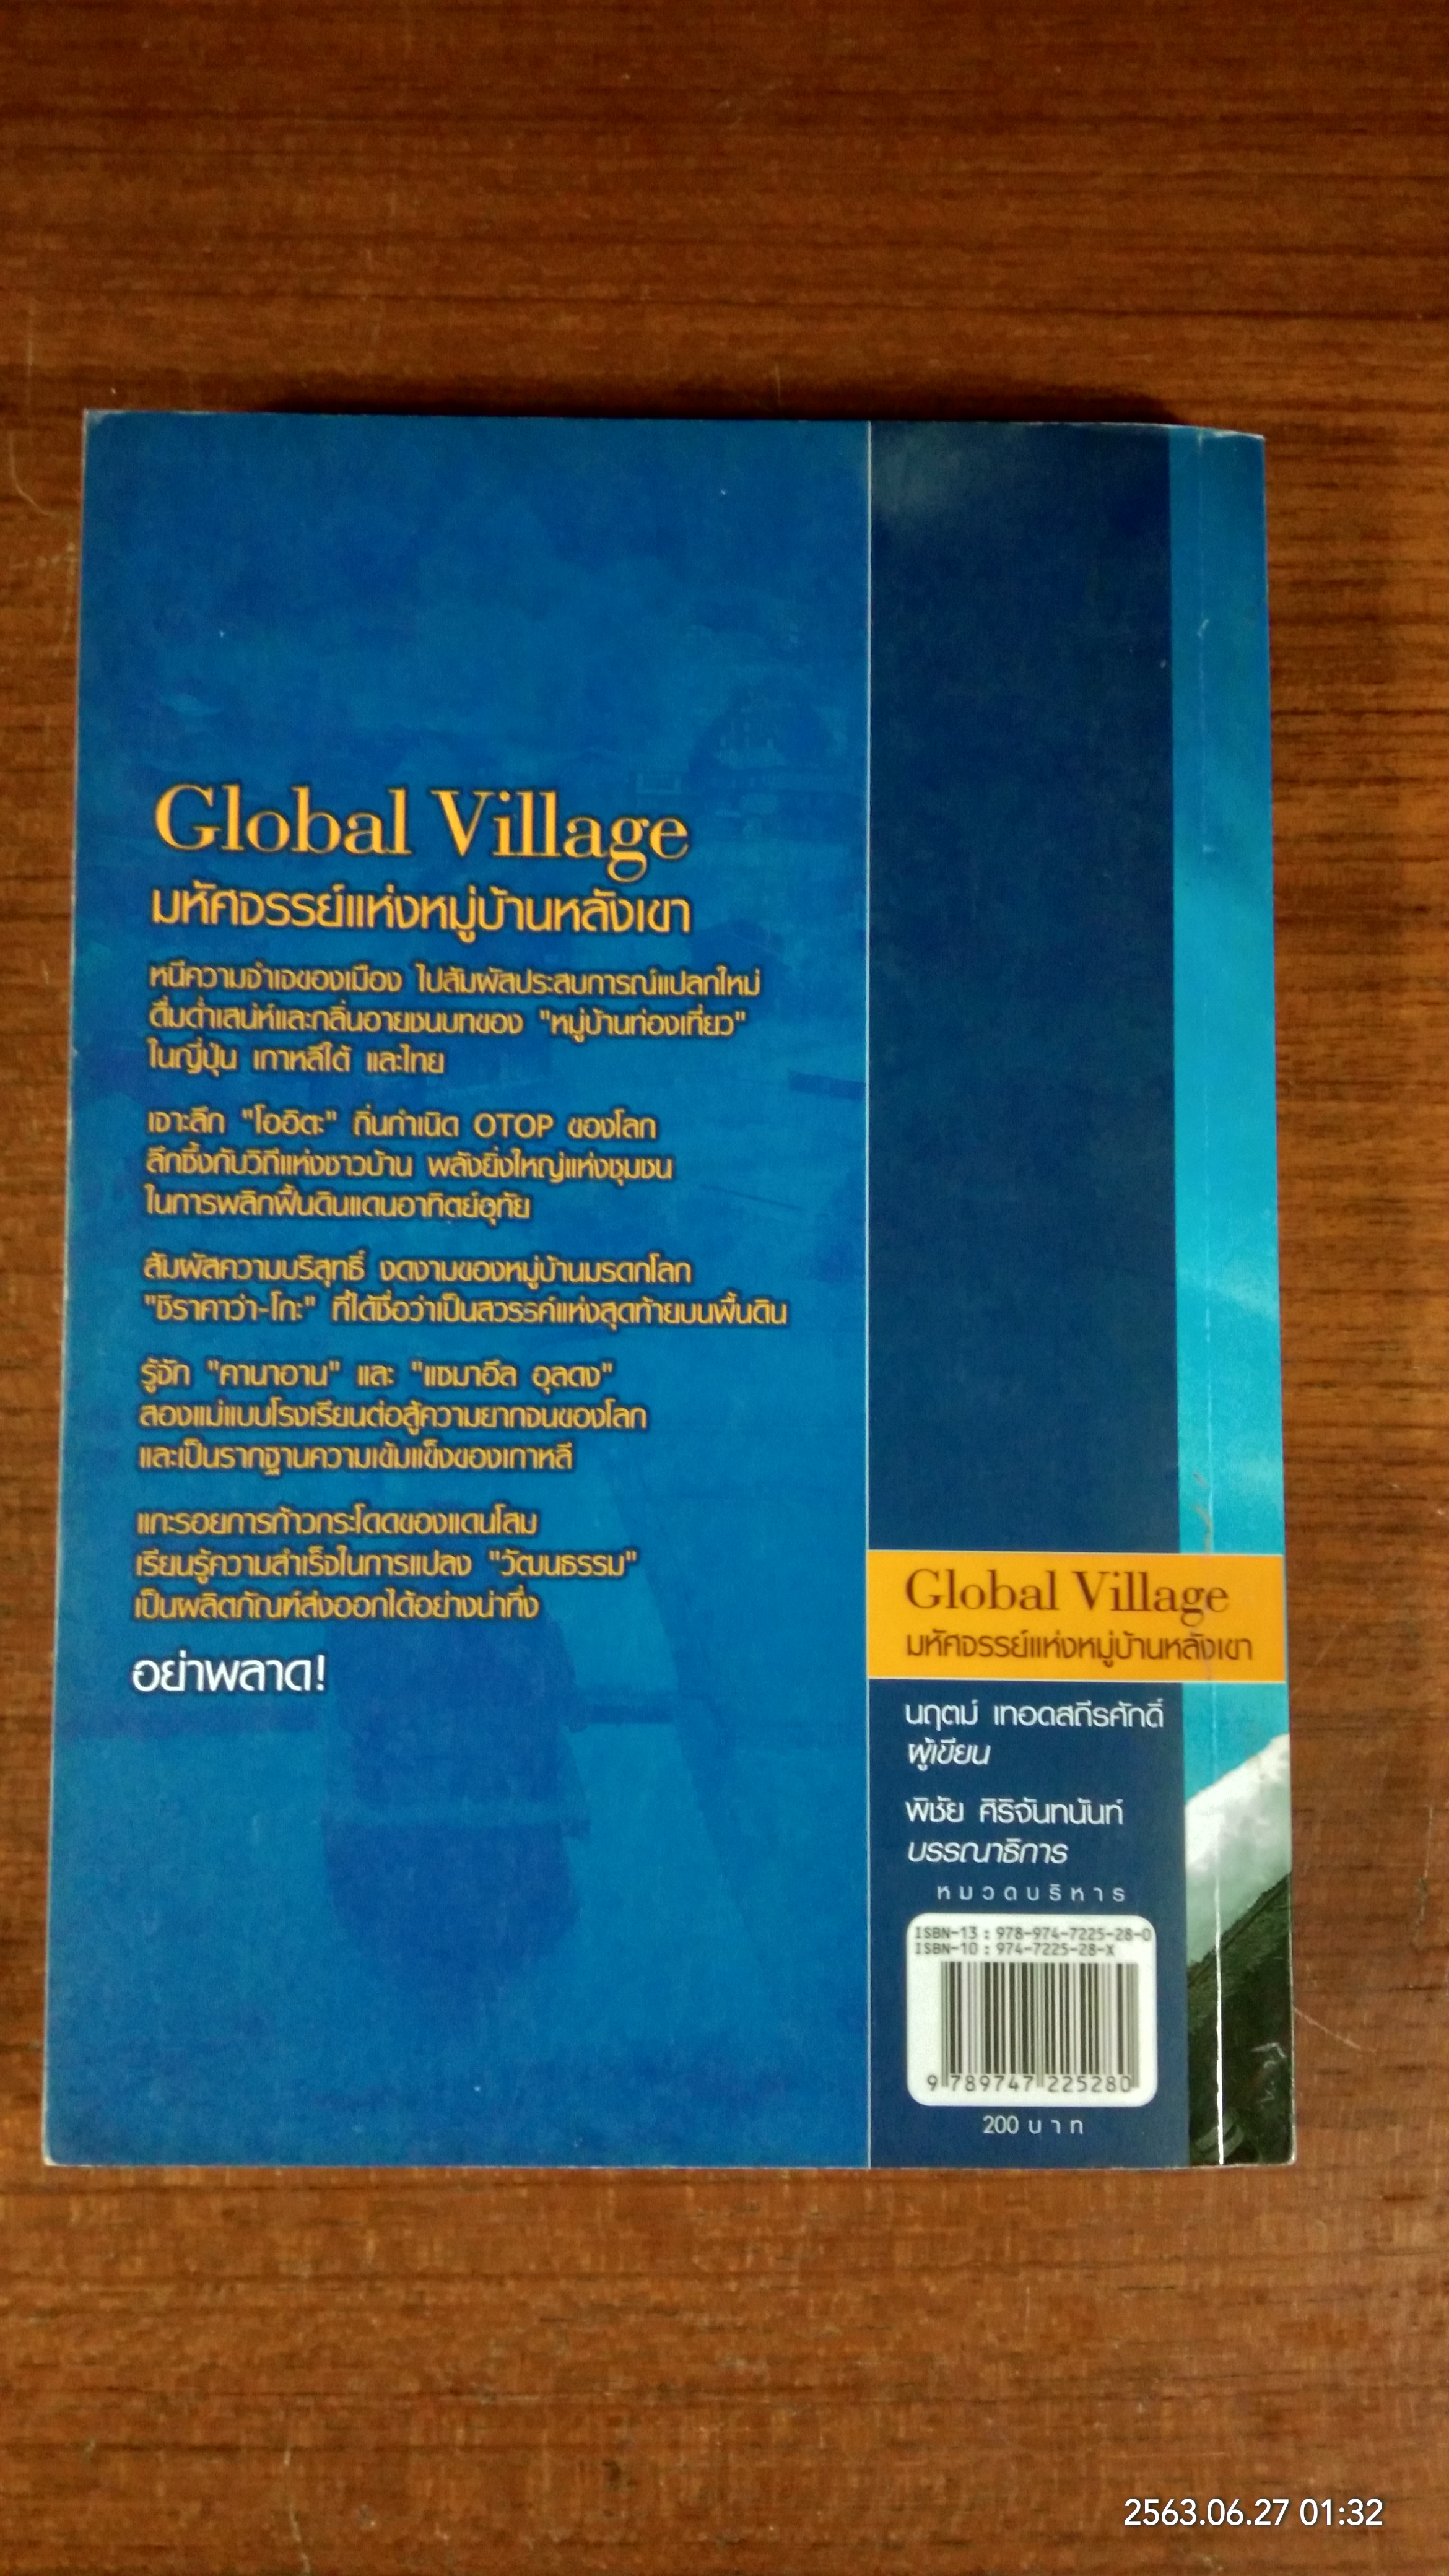 Global Village
มหัศจรรย์แห่งหมู่บ้านหลังเขา
หนีความจำเจของเมือง ไปสัมผัสประสบการณ์แปลกใหม่
ดื่มด่ำเสน่ห์และกลิ่นอายชนบทของ "หมู่บ้านท่องเที่ยว"
ในญี่ปุ่น เกาหลีใต้ และไทย
เจาะลึก "โออิตะ" ถิ่นกำเนิด OTOP ของโลก
ลึกซึ้งกับวิถีแห่งชาวบ้าน พลังยิ่งใหญ่แห่งชุมชน
ในการพลิกฟื้นดินแดนอาทิตย์อุทัย
สัมผัสความบริสุทธิ์ งดงามของหมู่บ้านมรดกโลก
"ชิราคาว่า-โกะ" ที่ได้ชื่อว่าเป็นสวรรค์แห่งสุดท้ายบนพื้นดิน
รู้จัก "คานาอาน" และ "แซมาอึล อุลดง"
สองแม่แบบโรงเรียนต่อสู้ความยากจนของโลก
และเป็นรากฐานความเข้มแข็งของเกาหลี
แกะรอยการก้าวกระโดดของแดนโสม
เรียนรู้ความสำเร็จในการแปลง "วัฒนธรรม"
เป็นผลิตภัณฑ์ส่งออกได้อย่างน่าทึ่ง
อย่าพลาด!
Global Village
มหัศจรรย์แห่งหมู่บ้านหลังเขา
นฤตม์ เทอดสถีรศักดิ์
ผู้เขียน
พิชัย ศิริจันทนันท์
บรรณาธิการ
หมวดบริหาร
ISBN-13 : 978-974-7225-28-0
ISBN-10 : 974-7225-28-X
9 789747 225280
200 บาท
2563.06.27 01:32